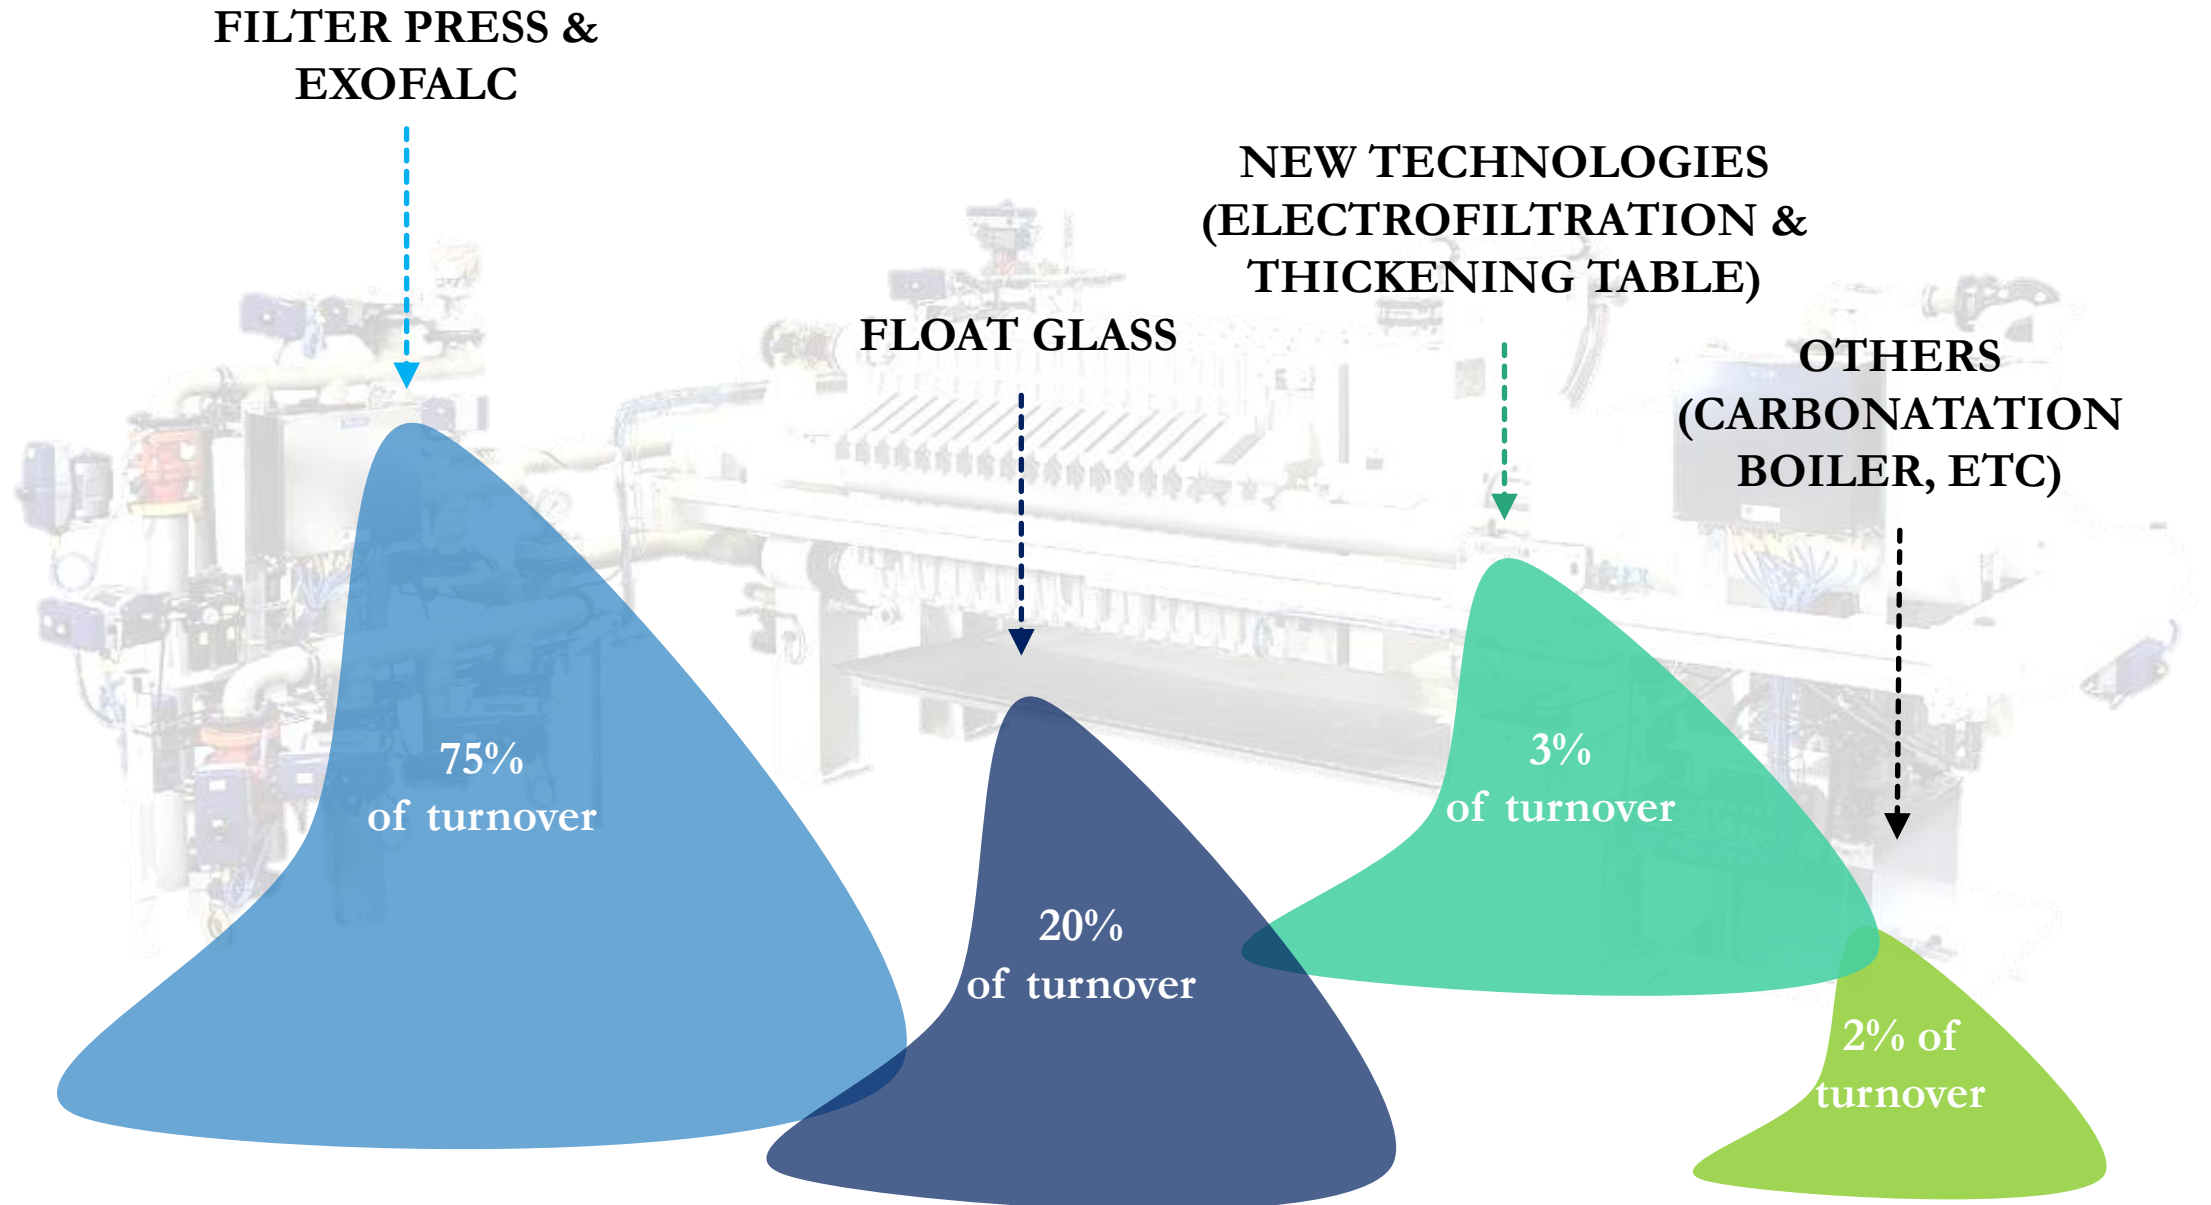 FILTER PRESS &
EXOFALC
NEW TECHNOLOGIES
(ELECTROFILTRATION &
THICKENING TABLE)
FLOAT GLASS
OTHERS
(CARBONATATION
BOILER, ETC)
75%
of turnover
20%
of turnover
3%
of turnover
2% of
turnover